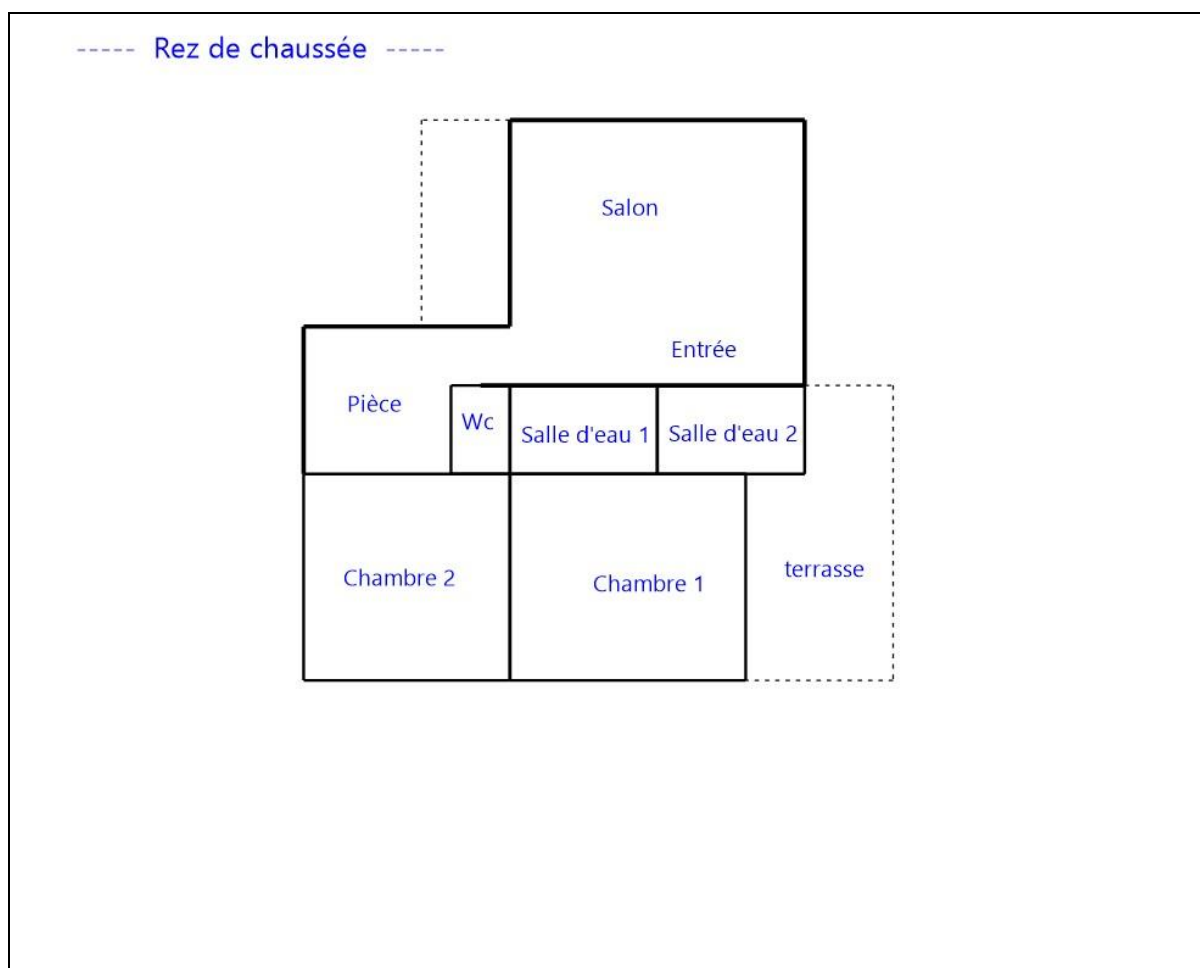 ----- Rez de chaussée -----
Salon
Entrée
Pièce
Wc
Salle d'eau 1
Salle d'eau 2
Chambre 2
Chambre 1
terrasse